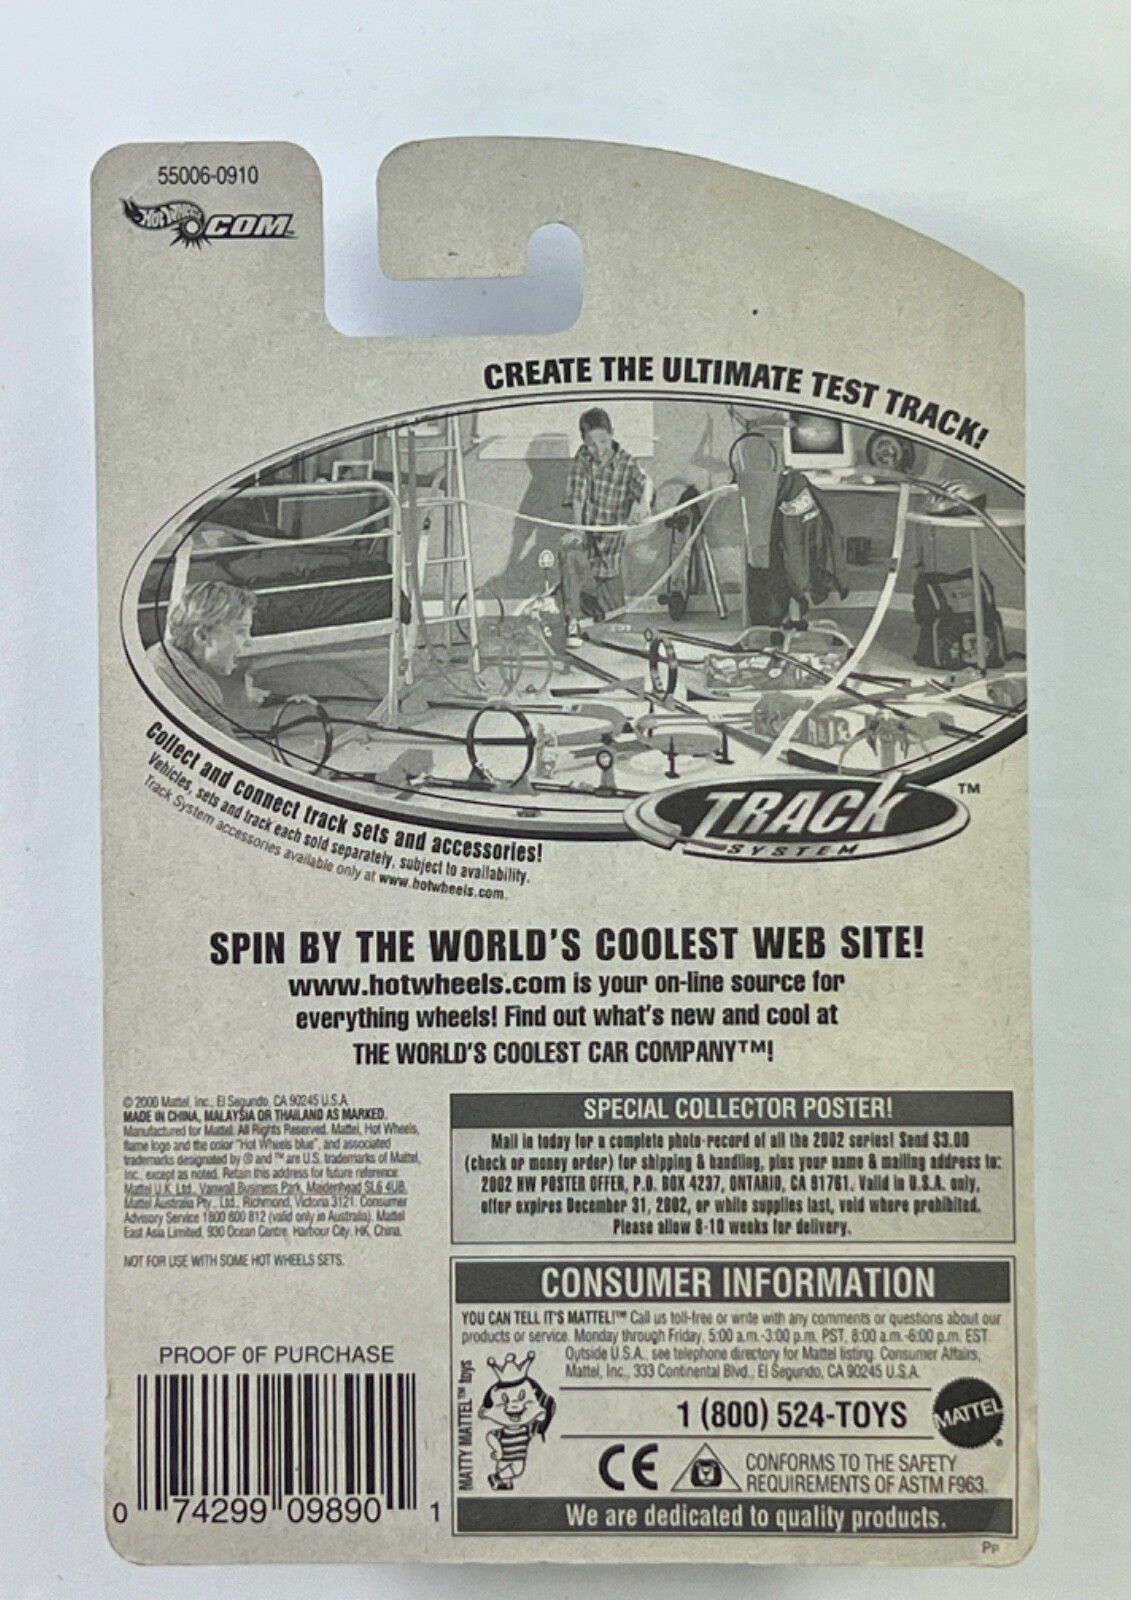 55006-0910
HOT WHEELS .COM™
CREATE THE ULTIMATE TEST TRACK!
Collect and connect track sets and accessories!
Vehicles, sets and track each sold separately, subject to availability.
Track System accessories available only at www.hotwheels.com.
TRACK™
SYSTEM
SPIN BY THE WORLD'S COOLEST WEB SITE!
www.hotwheels.com is your on-line source for
everything wheels! Find out what's new and cool at
THE WORLD'S COOLEST CAR COMPANY™!
© 2000 Mattel, Inc., El Segundo, CA 90245 U.S.A.
MADE IN CHINA, MALAYSIA OR THAILAND AS MARKED.
Manufactured for Mattel. All Rights Reserved. Mattel, Hot Wheels,
flame logo and the color "Hot Wheels blue", and associated
trademarks designated by ® and ™ are U.S. trademarks of Mattel,
Inc., except as noted. Retain this address for future reference:
Mattel U.K. Ltd., Vanwall Business Park, Maidenhead SL6 4UB.
Mattel Australia Pty., Ltd., Richmond, Victoria 3121. Consumer
Advisory Service 1800 800 812 (valid only in Australia). Mattel
East Asia Limited, 930 Ocean Centre, Harbour City, HK, China.
NOT FOR USE WITH SOME HOT WHEELS SETS.
SPECIAL COLLECTOR POSTER!
Mail in today for a complete photo-record of all the 2002 series! Send $3.00
(check or money order) for shipping & handling, plus your name & mailing address to:
2002 HW POSTER OFFER, P.O. BOX 4237, ONTARIO, CA 91761. Valid in U.S.A. only,
offer expires December 31, 2002, or while supplies last, void where prohibited.
Please allow 8-10 weeks for delivery.
CONSUMER INFORMATION
YOU CAN TELL IT'S MATTEL!™ Call us toll-free or write with any comments or questions about our
products or service. Monday through Friday, 5:00 a.m.-3:00 p.m. PST, 8:00 a.m.-6:00 p.m. EST.
Outside U.S.A., see telephone directory for Mattel listing. Consumer Affairs,
Mattel, Inc., 333 Continental Blvd., El Segundo, CA 90245 U.S.A.
MATTY MATTEL™ toys
1 (800) 524-TOYS
MATTEL®
CE
CONFORMS TO THE SAFETY
REQUIREMENTS OF ASTM F963.
We are dedicated to quality products.
PROOF OF PURCHASE
0 74299 09890 1
PP